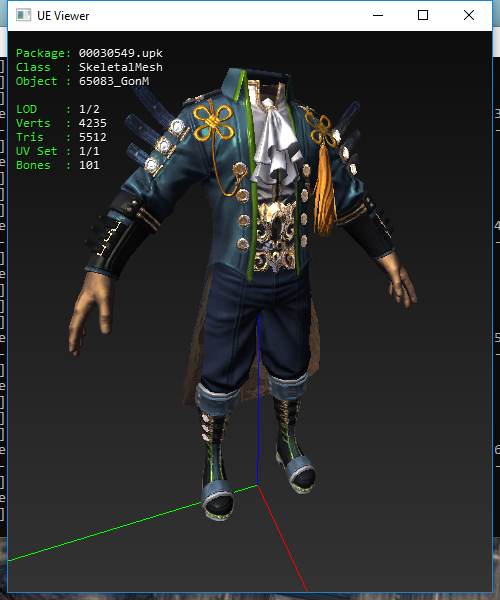 UE Viewer
Package: 00030549.upk
Class : SkeletalMesh
Object : 65083_GonM
LOD : 1/2
Verts : 4235
Tris : 5512
UV Set : 1/1
Bones : 101